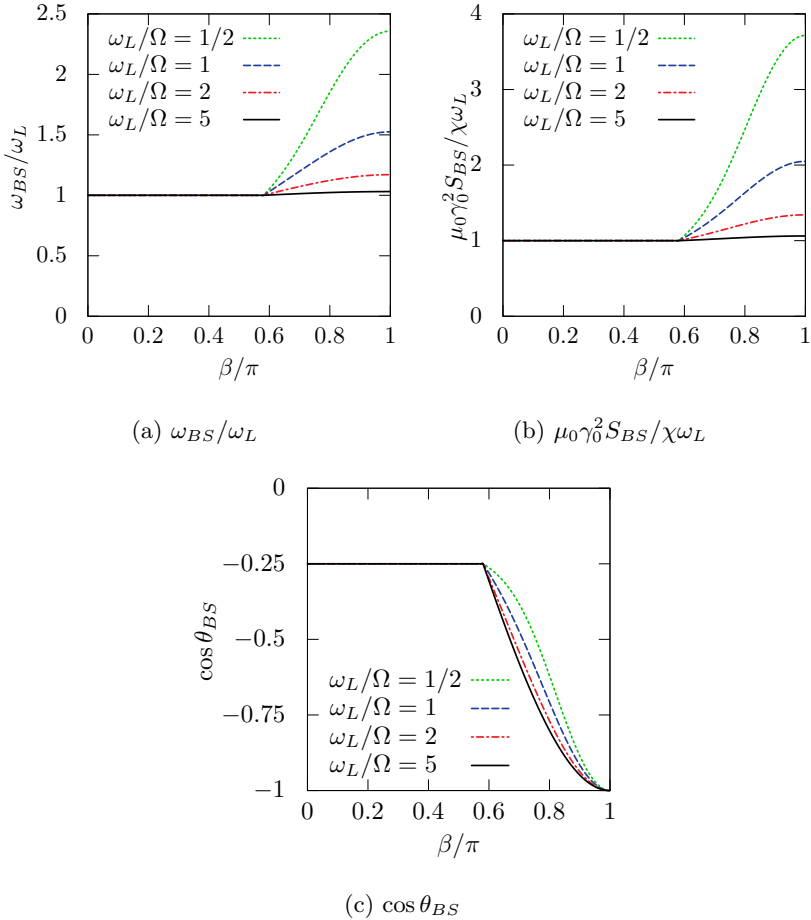 2.5
2
1.5
1
0.5
0
0 0.2 0.4 0.6 0.8 1
ω_BS/ω_L
β/π
ω_L/Ω = 1/2
ω_L/Ω = 1
ω_L/Ω = 2
ω_L/Ω = 5
(a) ω_BS/ω_L
4
3
2
1
0
0 0.2 0.4 0.6 0.8 1
μ₀γ₀²S_BS/χω_L
β/π
ω_L/Ω = 1/2
ω_L/Ω = 1
ω_L/Ω = 2
ω_L/Ω = 5
(b) μ₀γ₀²S_BS/χω_L
0
−0.25
−0.5
−0.75
−1
0 0.2 0.4 0.6 0.8 1
cos θ_BS
β/π
ω_L/Ω = 1/2
ω_L/Ω = 1
ω_L/Ω = 2
ω_L/Ω = 5
(c) cos θ_BS